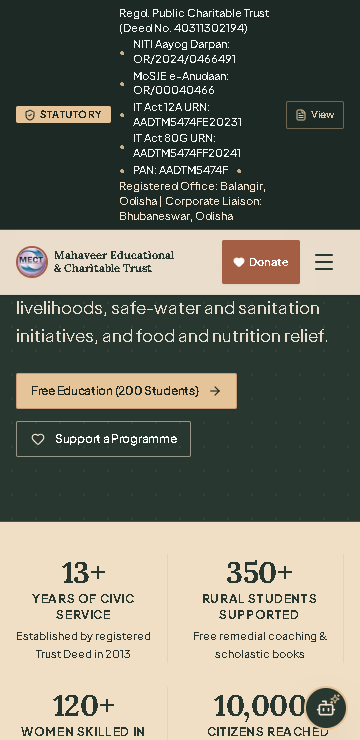 Regd. Public Charitable Trust
(Deed No. 40311302194)
• NITI Aayog Darpan:
OR/2024/0466491
• MoSJE e-Anudaan:
OR/00040466
STATUTORY
• IT Act 12A URN:
AADTM5474FE20231
View
• IT Act 80G URN:
AADTM5474FF20241
• PAN: AADTM5474F •
Registered Office: Balangir,
Odisha | Corporate Liaison:
Bhubaneswar, Odisha
MECT
Mahaveer Educational
& Charitable Trust
Donate
livelihoods, safe-water and sanitation
initiatives, and food and nutrition relief.
Free Education (200 Students) →
Support a Programme
13+
YEARS OF CIVIC
SERVICE
Established by registered
Trust Deed in 2013
350+
RURAL STUDENTS
SUPPORTED
Free remedial coaching &
scholastic books
120+
WOMEN SKILLED IN
10,000
CITIZENS REACHED